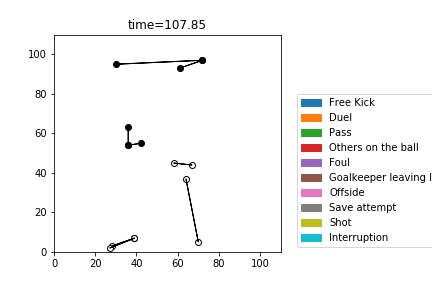 time=107.85
100
80
60
40
20
0
0 20 40 60 80 100
Free Kick
Duel
Pass
Others on the ball
Foul
Goalkeeper leaving l
Offside
Save attempt
Shot
Interruption